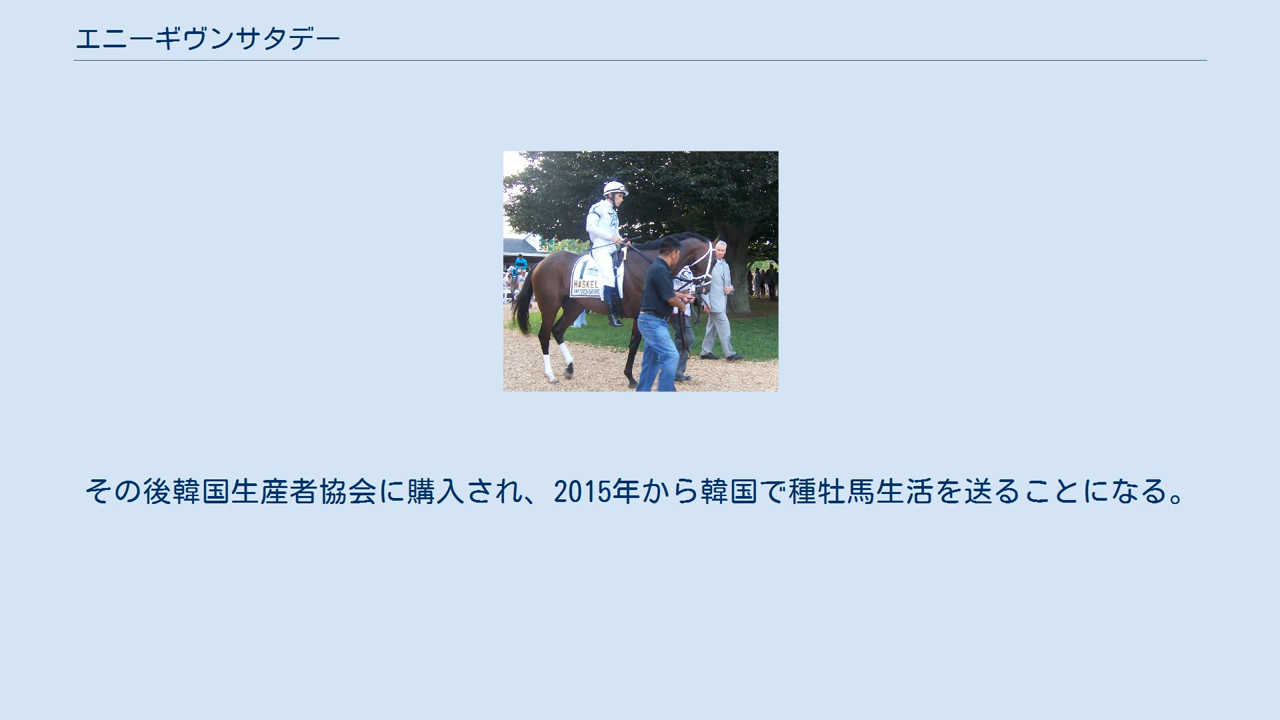 エニーギヴンサタデー
HASKEL
その後韓国生産者協会に購入され、2015年から韓国で種牡馬生活を送ることになる。